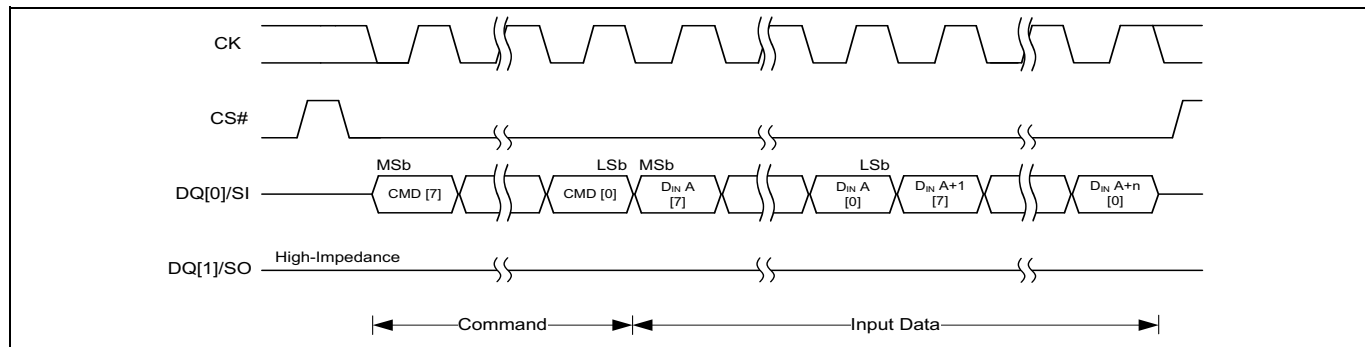 CK
CS#
MSb LSb MSb LSb
DQ[0]/SI CMD [7] CMD [0] DIN A [7] DIN A [0] DIN A+1 [7] DIN A+n [0]
DQ[1]/SO High-Impedance
Command Input Data